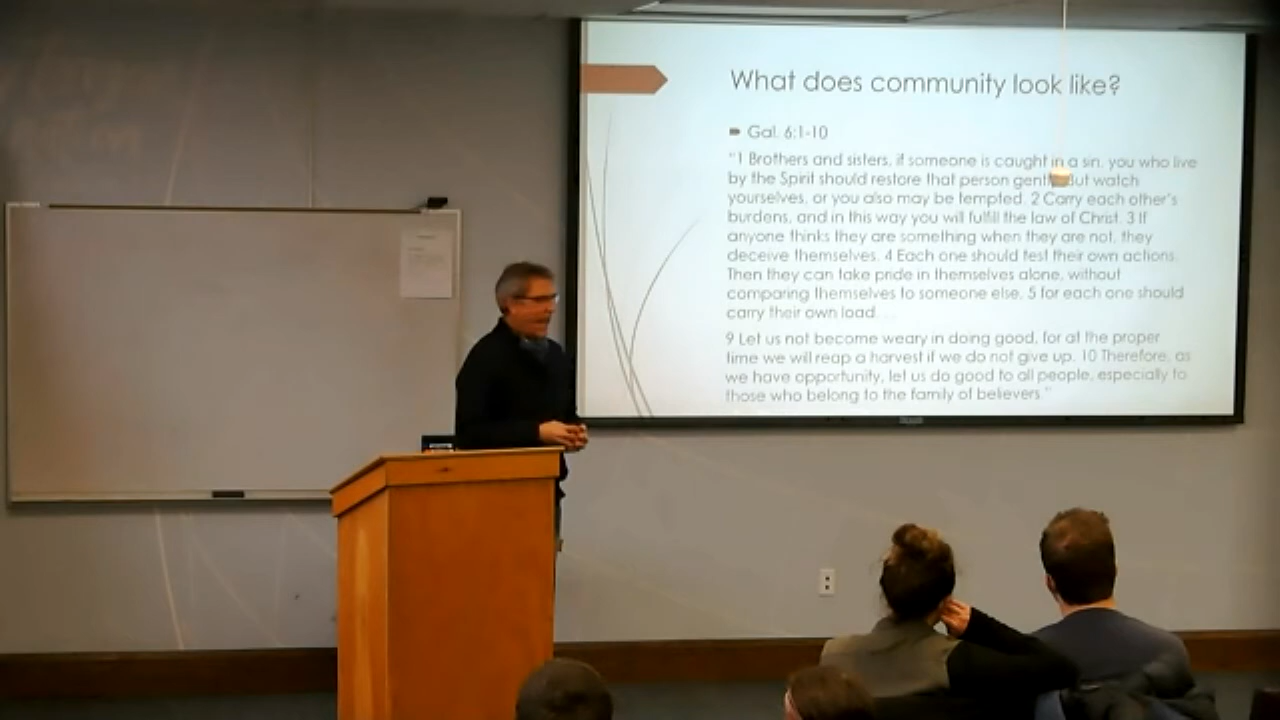 What does community look like?
Gal. 6:1-10
"1 Brothers and sisters, if someone is caught in a sin, you who live
by the Spirit should restore that person But watch
yourselves, or you also may be tempted. 2 Carry each other's
burdens, and in this way you will fulfill the law of Christ. 3 If
anyone thinks they are something when they are not, they
deceive themselves. 4 Each one should test their own actions.
Then they can take pride in themselves alone, without
comparing themselves to someone else, 5 for each one should
carry their own load. ...
9 Let us not become weary in doing good, for at the proper
time we will reap a harvest if we do not give up. 10 Therefore, as
we have opportunity, let us do good to all people, especially to
those who belong to the family of believers."